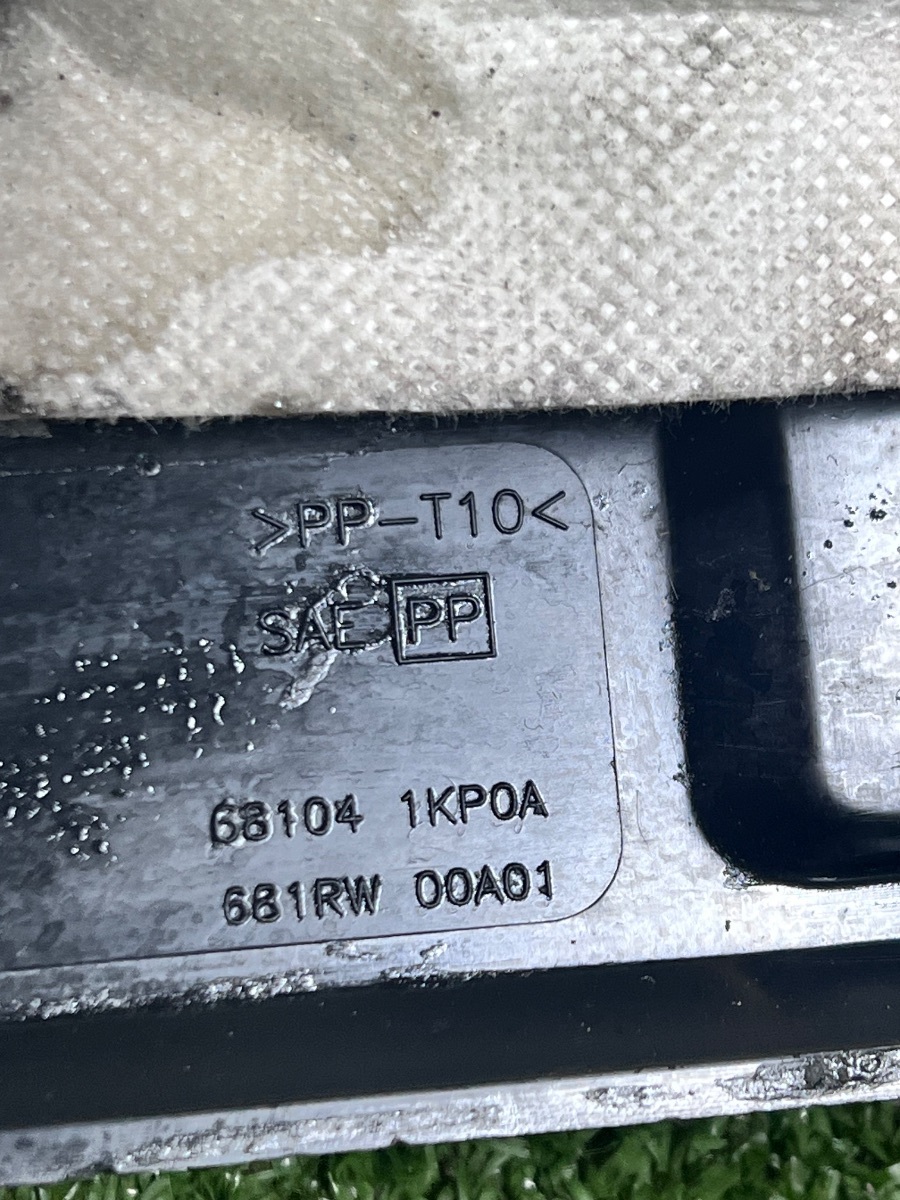 >PP-T10<
SAE PP
68104 1KP0A
681RW 00A01